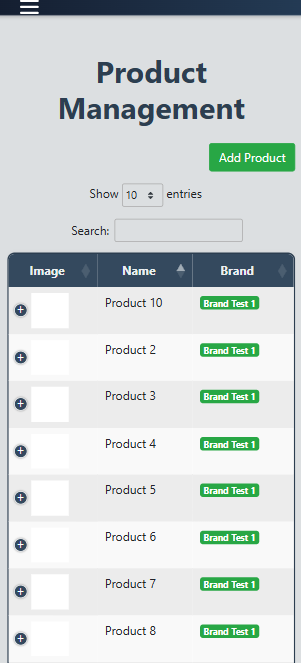 Product
Management
Add Product
Show 10 entries
Search:
Image Name Brand
Product 10 Brand Test 1
Product 2 Brand Test 1
Product 3 Brand Test 1
Product 4 Brand Test 1
Product 5 Brand Test 1
Product 6 Brand Test 1
Product 7 Brand Test 1
Product 8 Brand Test 1